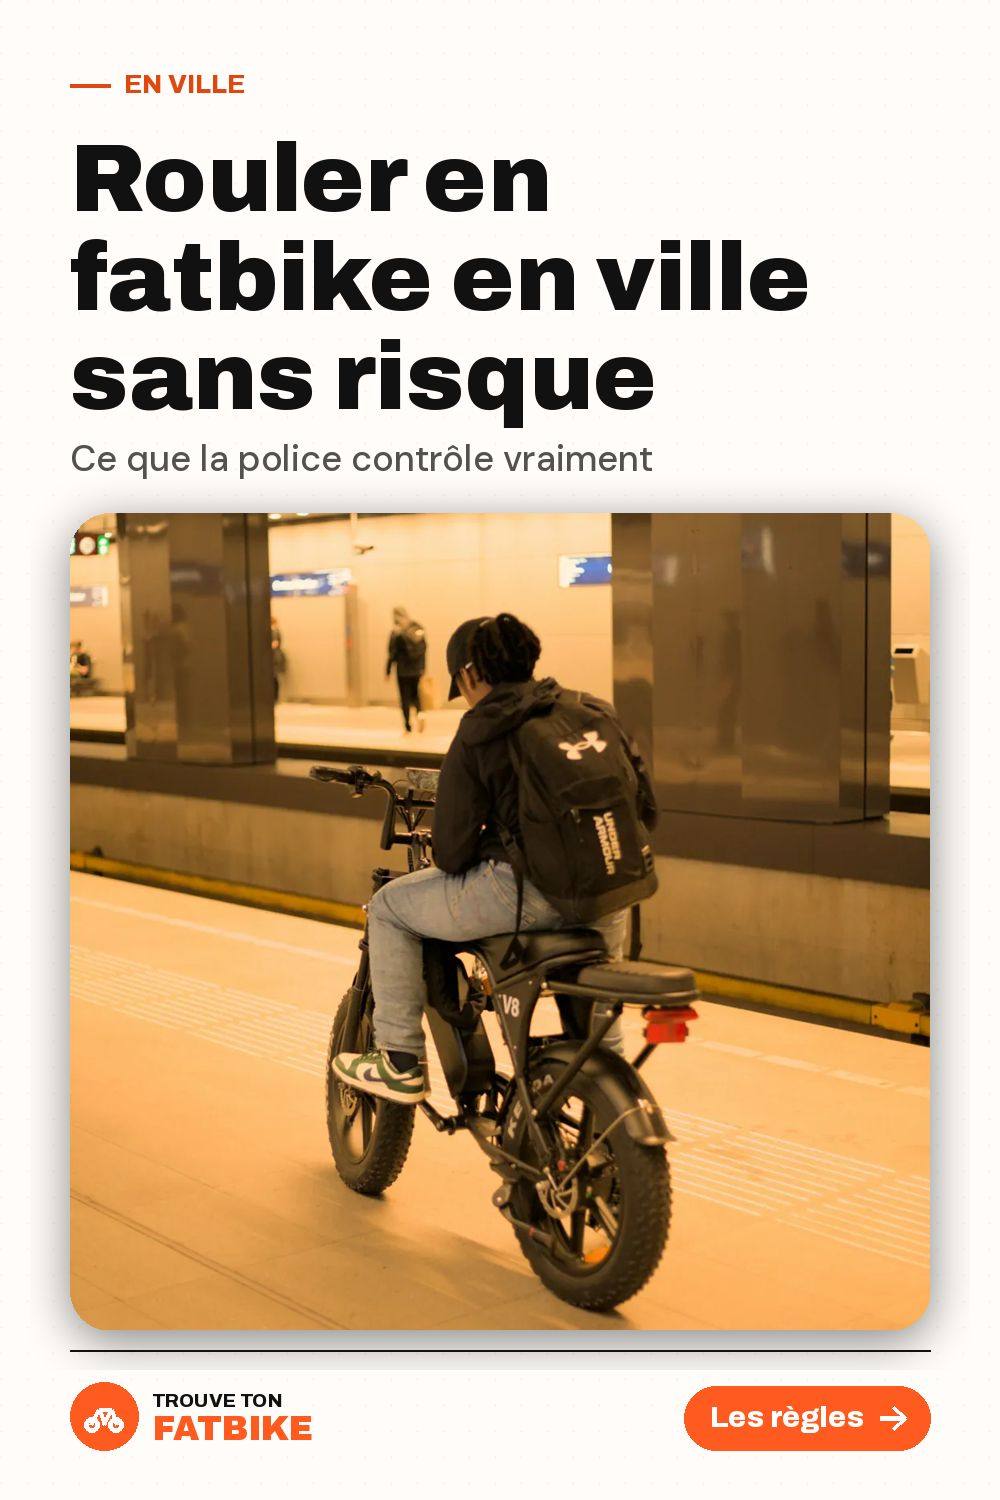 EN VILLE
Rouler en
fatbike en ville
sans risque
Ce que la police contrôle vraiment
UNDER
ARMOUR
V8
TROUVE TON
FATBIKE
Les règles